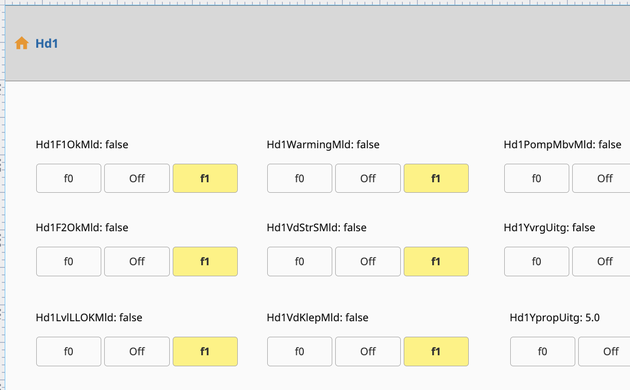 Hd1
Hd1F1OkMld: false Hd1WarmingMld: false Hd1PompMbvMld: false
f0 Off f1 f0 Off f1 f0 Off
Hd1F2OkMld: false Hd1VdStrSMld: false Hd1YvrgUitg: false
f0 Off f1 f0 Off f1 f0 Off
Hd1LvlLLOKMld: false Hd1VdKlepMld: false Hd1YpropUitg: 5.0
f0 Off f1 f0 Off f1 f0 Off